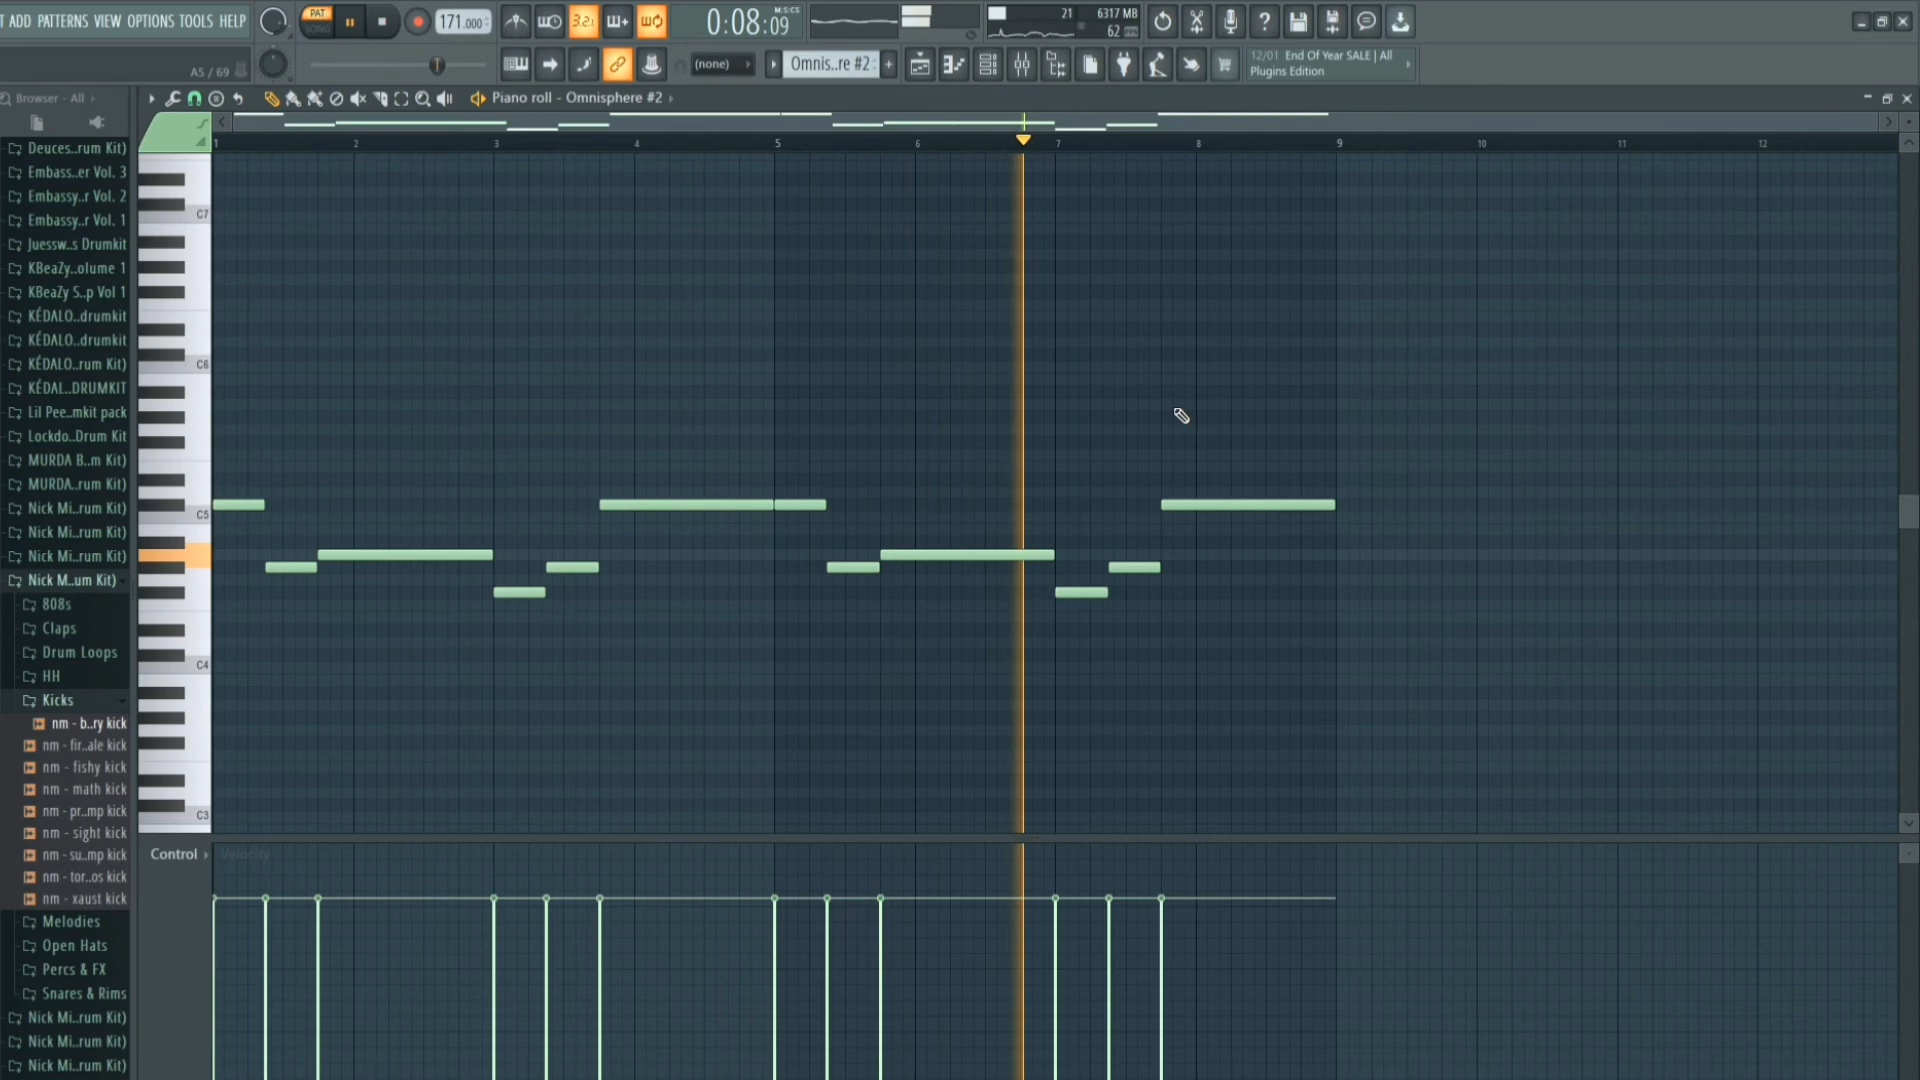 T ADD PATTERNS VIEW OPTIONS TOOLS HELP
PAT
SONG
171.000
3.2:
0:08:09
M:S:CS
21
6317 MB
62
A5 / 69
(none)
Omnis..re #2
12/01 End Of Year SALE | All
Plugins Edition
Browser - All
Piano roll - Omnisphere #2
1 2 3 4 5 6 7 8 9 10 11 12
Deuces..rum Kit)
Embass..er Vol. 3
Embassy..r Vol. 2
Embassy..r Vol. 1
Juessw..s Drumkit
KBeaZy..olume 1
KBeaZy S..p Vol 1
KÉDALO..drumkit
KÉDALO..drumkit
KÉDALO..rum Kit)
KÉDAL..DRUMKIT
Lil Pee..mkit pack
Lockdo..Drum Kit
MURDA B..m Kit)
MURDA..rum Kit)
Nick Mi..rum Kit)
Nick Mi..rum Kit)
Nick Mi..rum Kit)
Nick M..um Kit)
808s
Claps
Drum Loops
HH
Kicks
nm - b..ry kick
nm - fir..ale kick
nm - fishy kick
nm - math kick
nm - pr..mp kick
nm - sight kick
nm - su..mp kick
nm - tor..os kick
nm - xaust kick
Melodies
Open Hats
Percs & FX
Snares & Rims
Nick Mi..rum Kit)
Nick Mi..rum Kit)
Nick Mi..rum Kit)
C7
C6
C5
C4
C3
Control
Velocity